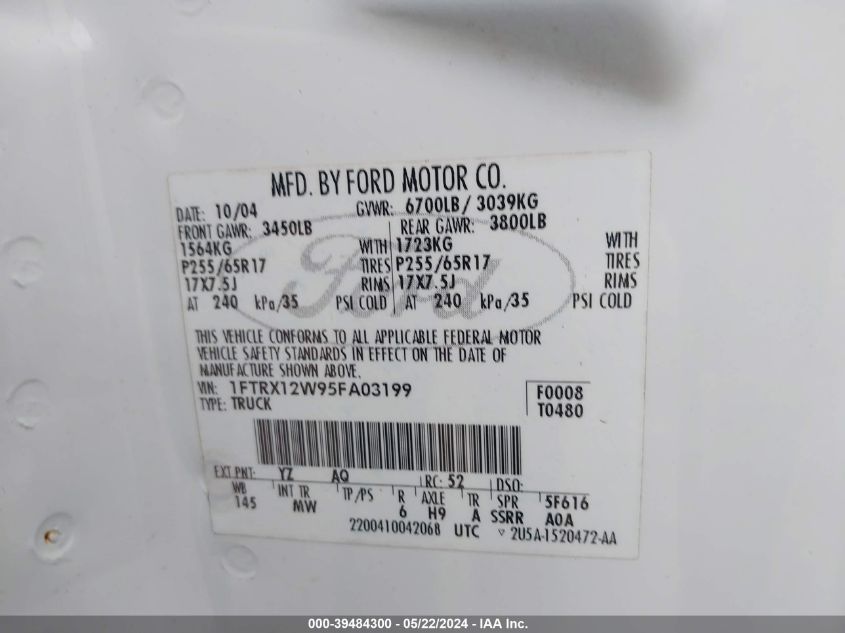 MFD. BY FORD MOTOR CO.
DATE: 10/04 GVWR: 6700LB/ 3039KG
FRONT GAWR: 3450LB REAR GAWR: 3800LB
1564KG WITH 1723KG WITH
P255/65R17 TIRES P255/65R17 TIRES
17X7.5J RIMS 17X7.5J RIMS
AT 240 kPa/35 PSI COLD AT 240 kPa/35 PSI COLD
Ford
THIS VEHICLE CONFORMS TO ALL APPLICABLE FEDERAL MOTOR
VEHICLE SAFETY STANDARDS IN EFFECT ON THE DATE OF
MANUFACTURE SHOWN ABOVE.
VIN: 1FTRX12W95FA03199 F0008
TYPE: TRUCK T0480
EXT PNT: YZ AQ RC: 52 DSO:
WB INT TR TP/PS R AXLE TR SPR 5F616
145 MW 6 H9 A SSRR A0A
2200410042068 UTC ▽ 2U5A-1520472-AA
000-39484300 - 05/22/2024 - IAA Inc.